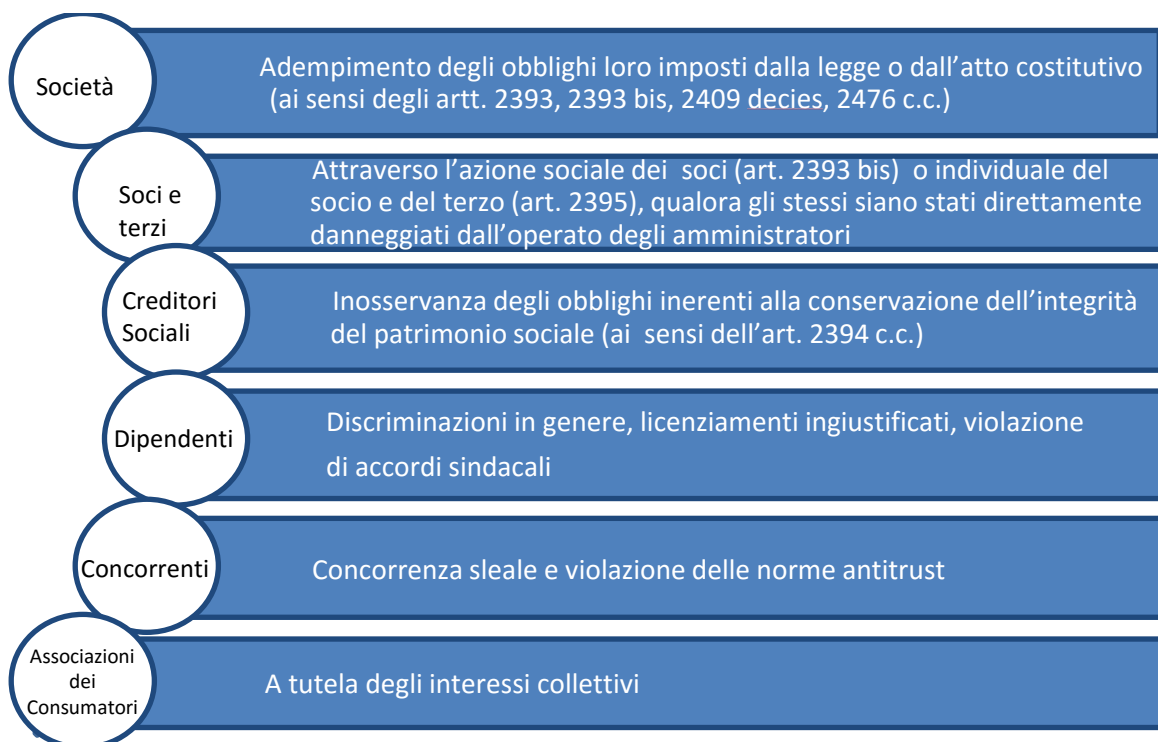 Società
Adempimento degli obblighi loro imposti dalla legge o dall'atto costitutivo
(ai sensi degli artt. 2393, 2393 bis, 2409 decies, 2476 c.c.)
Soci e
terzi
Attraverso l'azione sociale dei soci (art. 2393 bis) o individuale del
socio e del terzo (art. 2395), qualora gli stessi siano stati direttamente
danneggiati dall'operato degli amministratori
Creditori
Sociali
Inosservanza degli obblighi inerenti alla conservazione dell'integrità
del patrimonio sociale (ai sensi dell'art. 2394 c.c.)
Dipendenti
Discriminazioni in genere, licenziamenti ingiustificati, violazione
di accordi sindacali
Concorrenti
Concorrenza sleale e violazione delle norme antitrust
Associazioni
dei
Consumatori
A tutela degli interessi collettivi